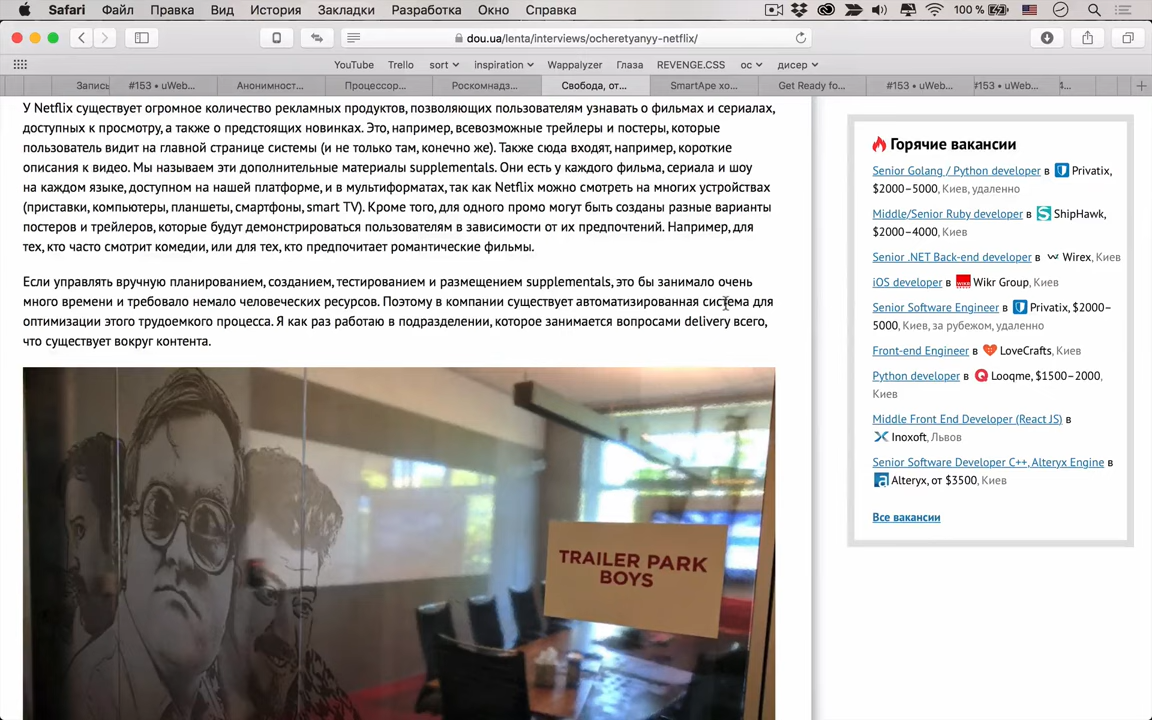 Safari Файл Правка Вид История Закладки Разработка Окно Справка 100 %
dou.ua/lenta/interviews/ocheretyanyy-netflix/
YouTube Trello sort inspiration Wappalyzer Глаза REVENGE.CSS ос дисер
Запись #153 • uWeb... Анонимност... Процессор... Роскомнадз... Свобода, от... SmartApe хо... Get Ready fo... #153 • uWeb... #153 • uWeb... 4...
У Netflix существует огромное количество рекламных продуктов, позволяющих пользователям узнавать о фильмах и сериалах,
доступных к просмотру, а также о предстоящих новинках. Это, например, всевозможные трейлеры и постеры, которые
пользователь видит на главной странице системы (и не только там, конечно же). Также сюда входят, например, короткие
описания к видео. Мы называем эти дополнительные материалы supplementals. Они есть у каждого фильма, сериала и шоу
на каждом языке, доступном на нашей платформе, и в мультиформатах, так как Netflix можно смотреть на многих устройствах
(приставки, компьютеры, планшеты, смартфоны, smart TV). Кроме того, для одного промо могут быть созданы разные варианты
постеров и трейлеров, которые будут демонстрироваться пользователям в зависимости от их предпочтений. Например, для
тех, кто часто смотрит комедии, или для тех, кто предпочитает романтические фильмы.
Если управлять вручную планированием, созданием, тестированием и размещением supplementals, это бы занимало очень
много времени и требовало немало человеческих ресурсов. Поэтому в компании существует автоматизированная система для
оптимизации этого трудоемкого процесса. Я как раз работаю в подразделении, которое занимается вопросами delivery всего,
что существует вокруг контента.
TRAILER PARK
BOYS
Горячие вакансии
Senior Golang / Python developer в Privatix,
$2000–5000, Киев, удаленно
Middle/Senior Ruby developer в ShipHawk,
$2000–4000, Киев
Senior .NET Back-end developer в Wirex, Киев
iOS developer в Wikr Group, Киев
Senior Software Engineer в Privatix, $2000–
5000, Киев, за рубежом, удаленно
Front-end Engineer в LoveCrafts, Киев
Python developer в Looqme, $1500–2000,
Киев
Middle Front End Developer (React JS) в
Inoxoft, Львов
Senior Software Developer C++, Alteryx Engine в
Alteryx, от $3500, Киев
Все вакансии